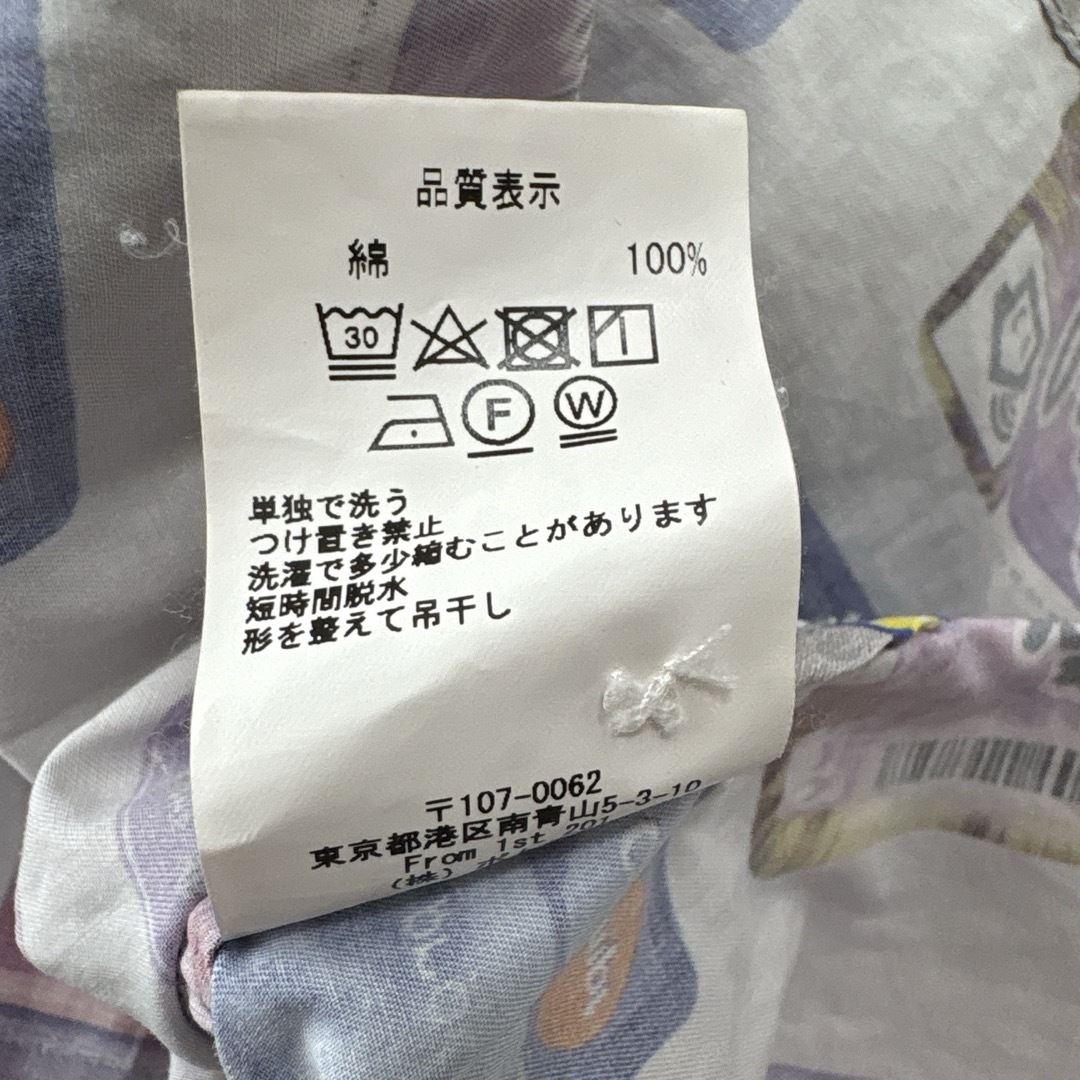 品質表示
綿 100%
30
F W
単独で洗う
つけ置き禁止
洗濯で多少縮むことがあります
短時間脱水
形を整えて吊干し
〒107-0062
東京都港区南青山5-3-10
From 1st
(株)